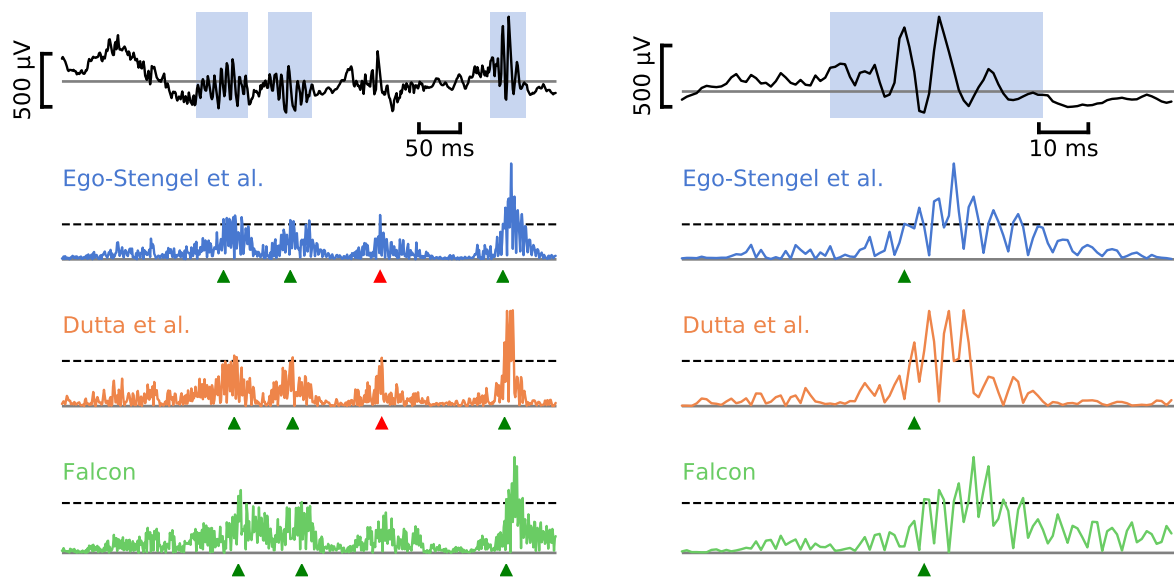 500 µV
50 ms
500 µV
10 ms
Ego-Stengel et al.
Ego-Stengel et al.
Dutta et al.
Dutta et al.
Falcon
Falcon